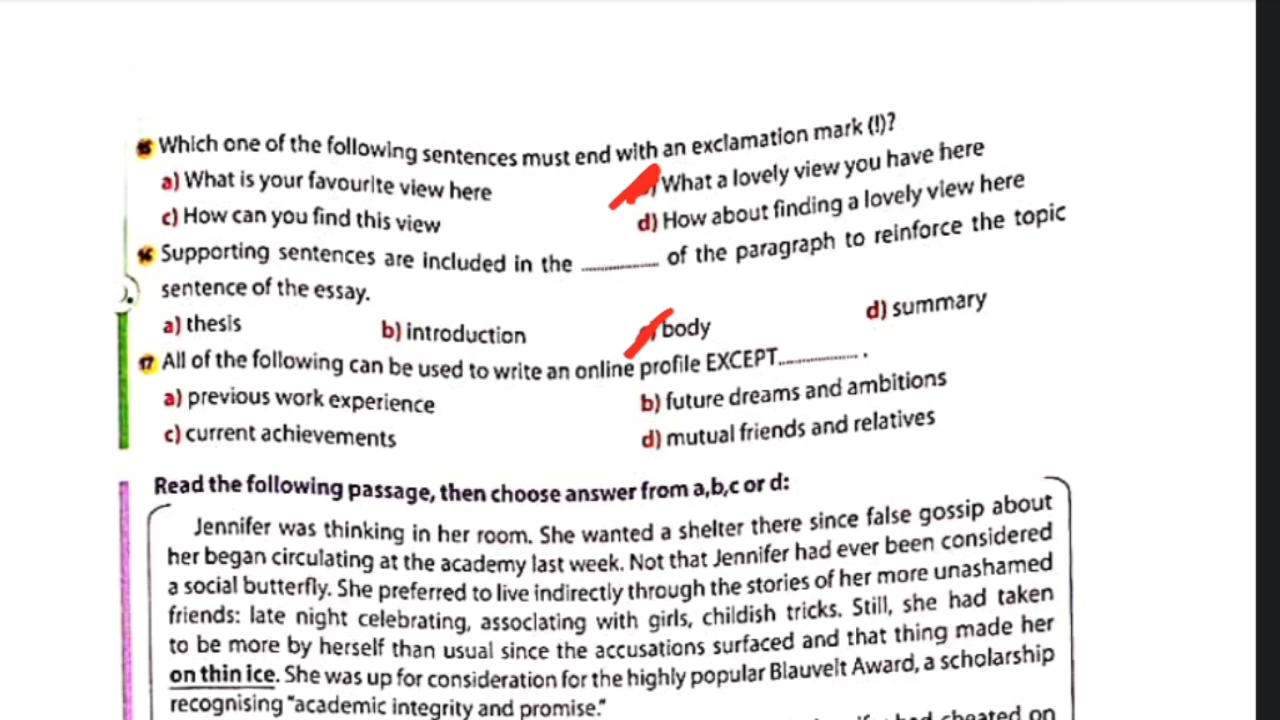 15 Which one of the following sentences must end with an exclamation mark (!)?
a) What is your favourite view here
What a lovely view you have here
c) How can you find this view
d) How about finding a lovely view here
16 Supporting sentences are included in the .................. of the paragraph to reinforce the topic
sentence of the essay.
a) thesis b) introduction body d) summary
17 All of the following can be used to write an online profile EXCEPT.................. .
a) previous work experience b) future dreams and ambitions
c) current achievements d) mutual friends and relatives
Read the following passage, then choose answer from a,b,c or d:
Jennifer was thinking in her room. She wanted a shelter there since false gossip about
her began circulating at the academy last week. Not that Jennifer had ever been considered
a social butterfly. She preferred to live indirectly through the stories of her more unashamed
friends: late night celebrating, associating with girls, childish tricks. Still, she had taken
to be more by herself than usual since the accusations surfaced and that thing made her
on thin ice. She was up for consideration for the highly popular Blauvelt Award, a scholarship
recognising "academic integrity and promise."
had cheated on